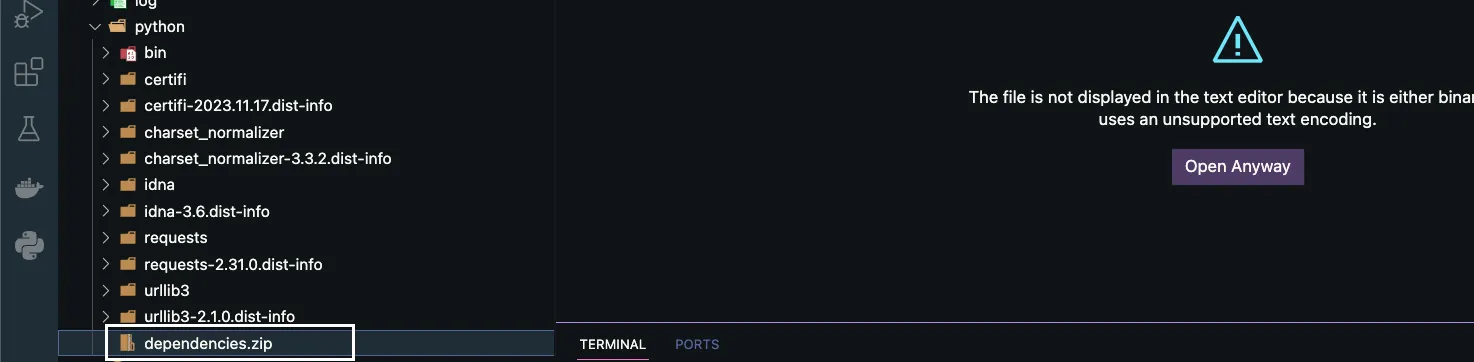 log
python
bin
certifi
certifi-2023.11.17.dist-info
charset_normalizer
charset_normalizer-3.3.2.dist-info
idna
idna-3.6.dist-info
requests
requests-2.31.0.dist-info
urllib3
urllib3-2.1.0.dist-info
dependencies.zip
The file is not displayed in the text editor because it is either
uses an unsupported text encoding.
Open Anyway
TERMINAL PORTS